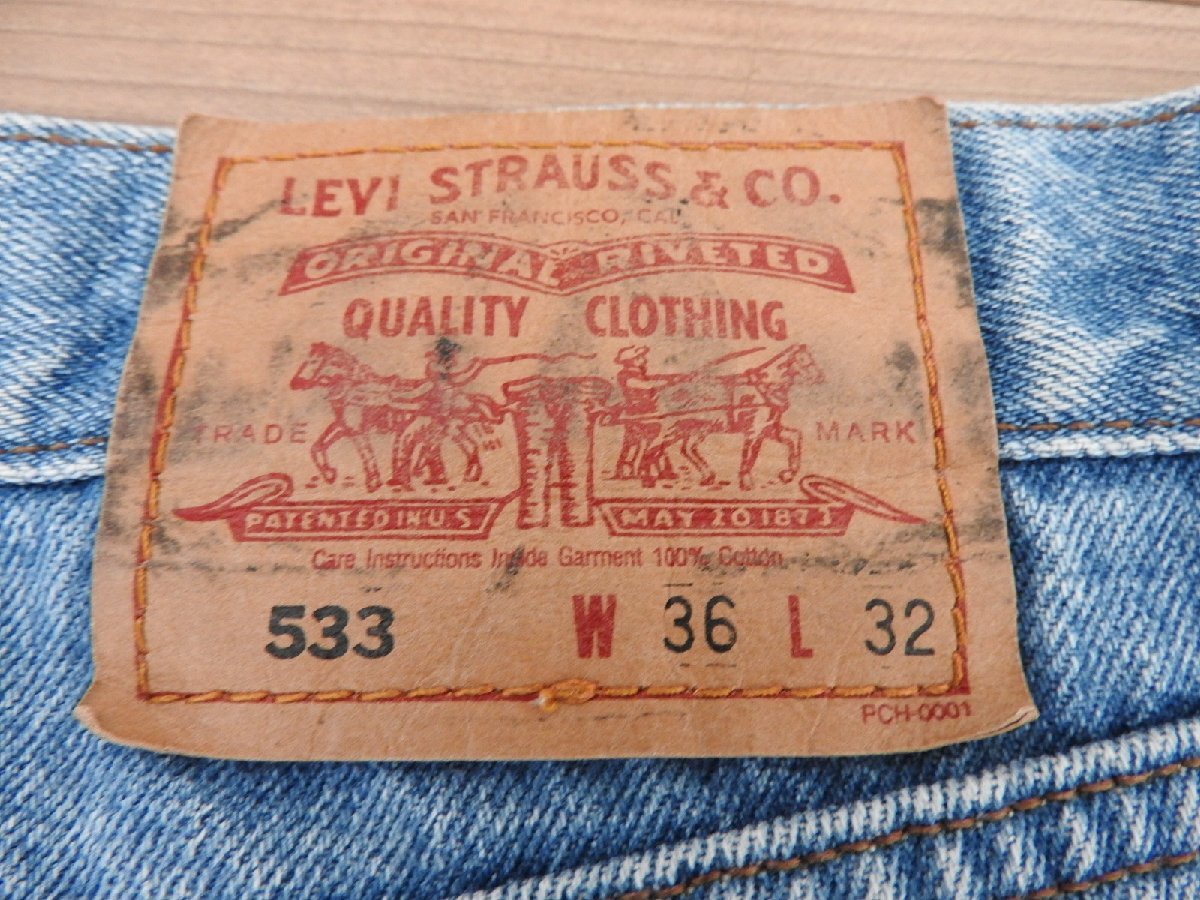 LEVI STRAUSS & CO.
SAN FRANCISCO, CAL.
ORIGINAL RIVETED
QUALITY CLOTHING
TRADE MARK
PATENTED IN U.S MAY 20 1873
Care Instructions Inside Garment 100% Cotton
533 W 36 L 32
PCH-0001